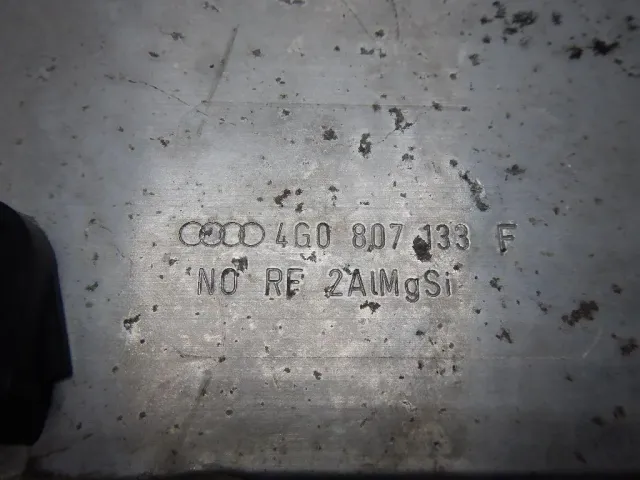 4G0 807 133 F
NO RE 2AlMgSi